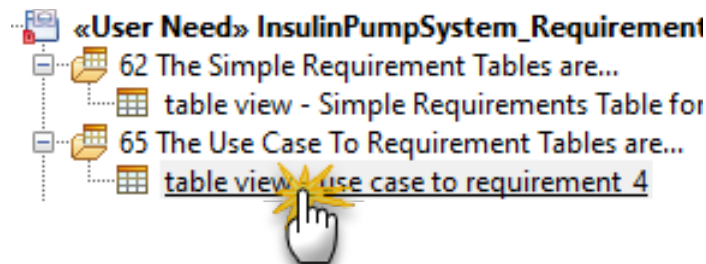 «User Need» InsulinPumpSystem_Requirement
62 The Simple Requirement Tables are...
table view - Simple Requirements Table for
65 The Use Case To Requirement Tables are...
table view - use case to requirement 4